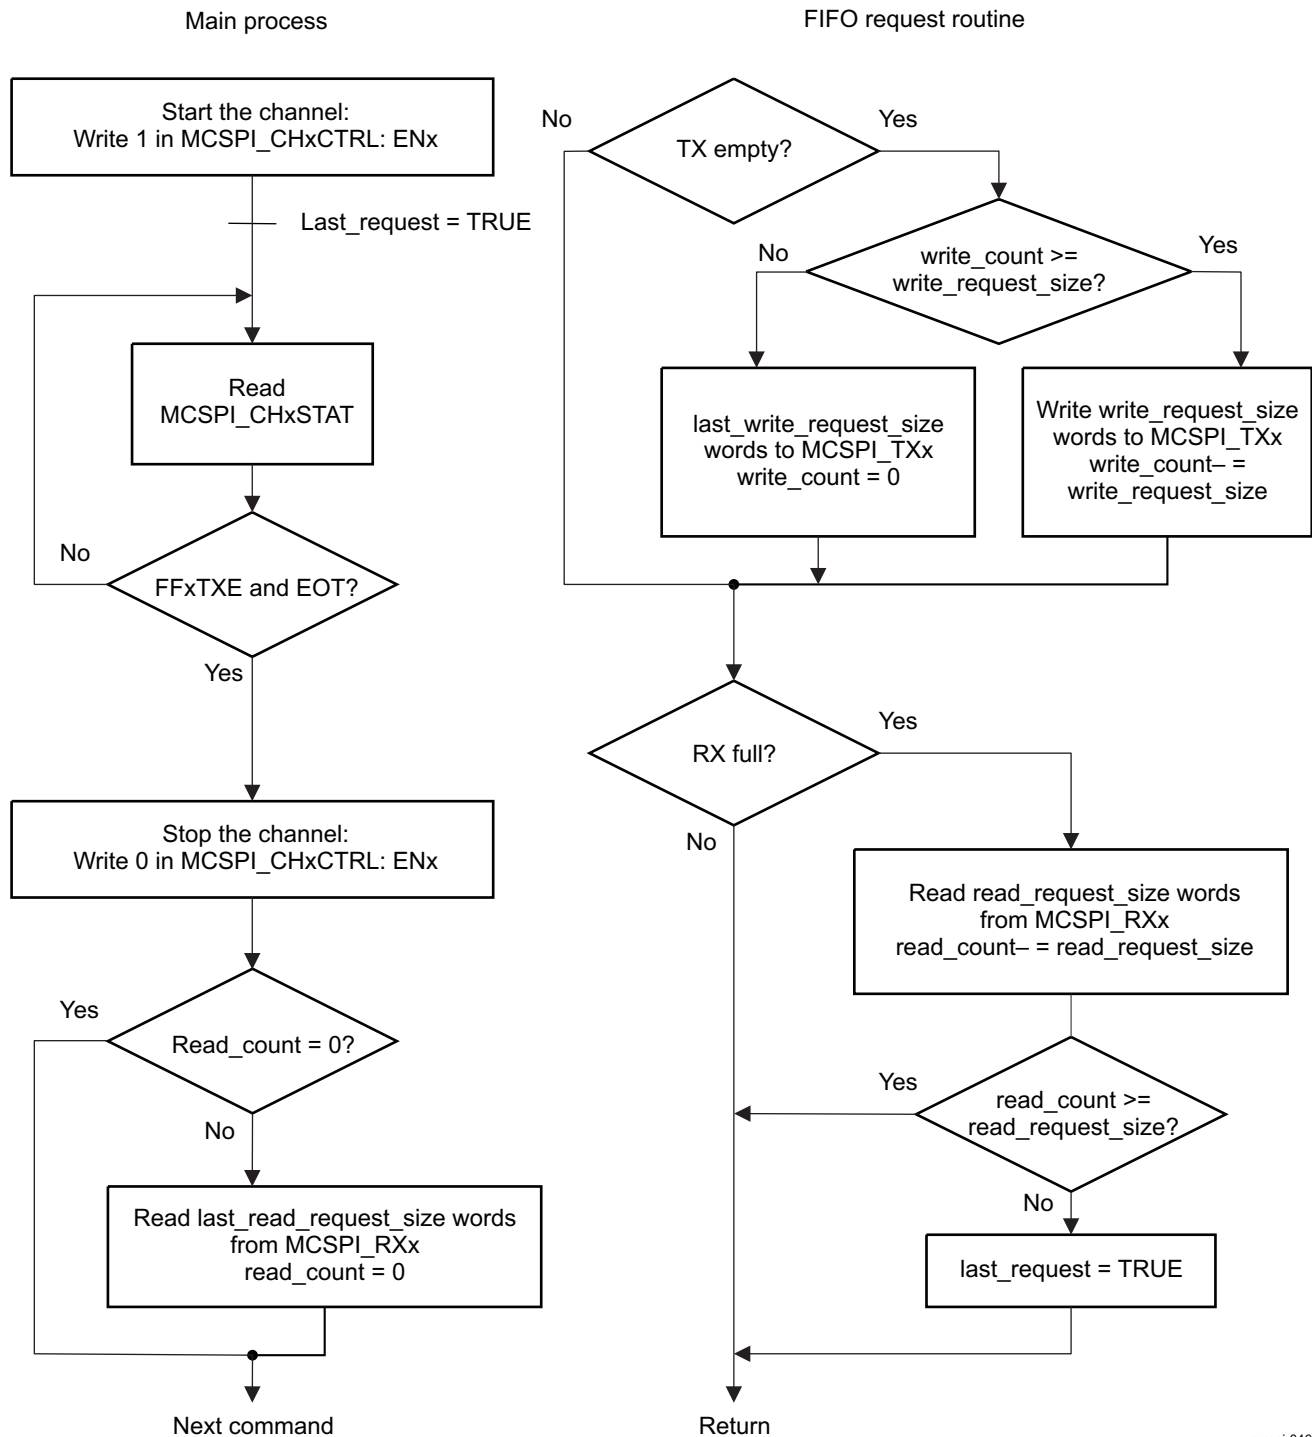 Main process
Start the channel:
Write 1 in MCSPI_CHxCTRL: ENx
Last_request = TRUE
Read
MCSPI_CHxSTAT
No
FFxTXE and EOT?
Yes
Stop the channel:
Write 0 in MCSPI_CHxCTRL: ENx
Yes
Read_count = 0?
No
Read last_read_request_size words
from MCSPI_RXx
read_count = 0
Next command
FIFO request routine
No
TX empty?
Yes
No
write_count >=
write_request_size?
Yes
last_write_request_size
words to MCSPI_TXx
write_count = 0
Write write_request_size
words to MCSPI_TXx
write_count– =
write_request_size
RX full?
Yes
No
Read read_request_size words
from MCSPI_RXx
read_count– = read_request_size
Yes
read_count >=
read_request_size?
No
last_request = TRUE
Return